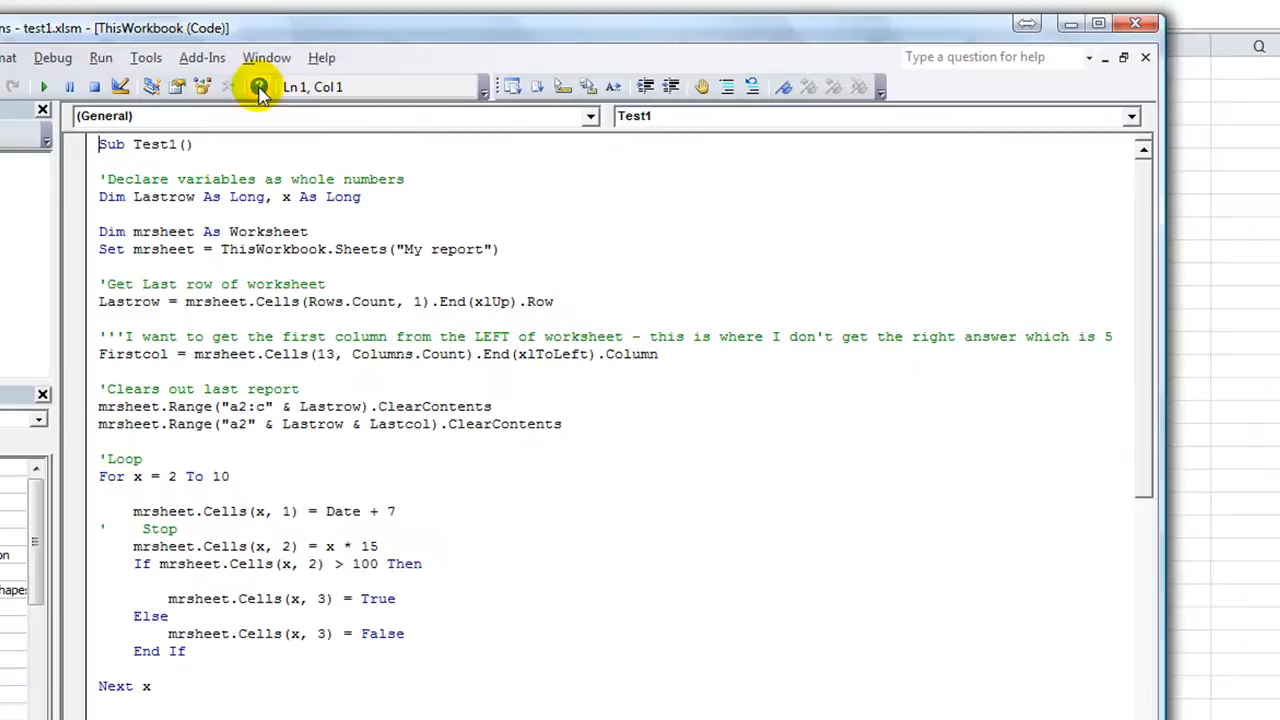 ns - test1.xlsm - [ThisWorkbook (Code)]
mat Debug Run Tools Add-Ins Window Help
Type a question for help
Ln 1, Col 1
(General)
Test1
Q
Sub Test1()
'Declare variables as whole numbers
Dim Lastrow As Long, x As Long
Dim mrsheet As Worksheet
Set mrsheet = ThisWorkbook.Sheets("My report")
'Get Last row of worksheet
Lastrow = mrsheet.Cells(Rows.Count, 1).End(xlUp).Row
'''I want to get the first column from the LEFT of worksheet - this is where I don't get the right answer which is 5
Firstcol = mrsheet.Cells(13, Columns.Count).End(xlToLeft).Column
'Clears out last report
mrsheet.Range("a2:c" & Lastrow).ClearContents
mrsheet.Range("a2" & Lastrow & Lastcol).ClearContents
'Loop
For x = 2 To 10
mrsheet.Cells(x, 1) = Date + 7
' Stop
mrsheet.Cells(x, 2) = x * 15
If mrsheet.Cells(x, 2) > 100 Then
mrsheet.Cells(x, 3) = True
Else
mrsheet.Cells(x, 3) = False
End If
Next x
on
hapes